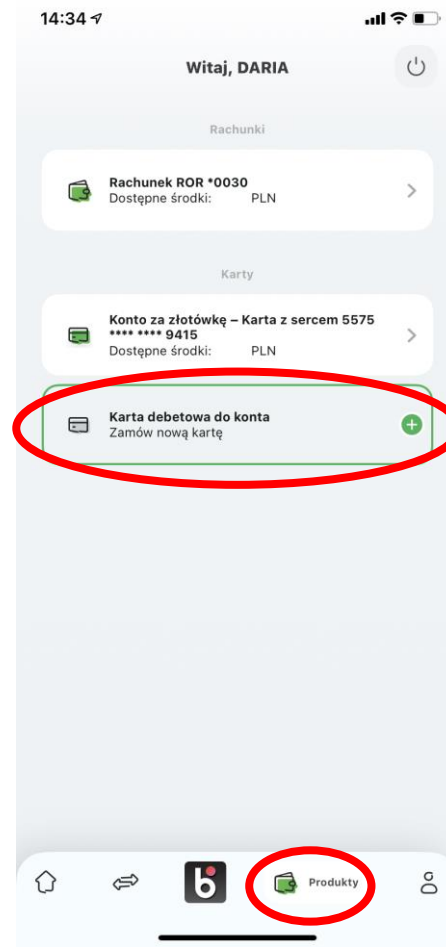 14:34
Witaj, DARIA
Rachunki
Rachunek ROR *0030
Dostępne środki: PLN
Karty
Konto za złotówkę – Karta z sercem 5575
**** **** 9415
Dostępne środki: PLN
Karta debetowa do konta
Zamów nową kartę
b
Produkty